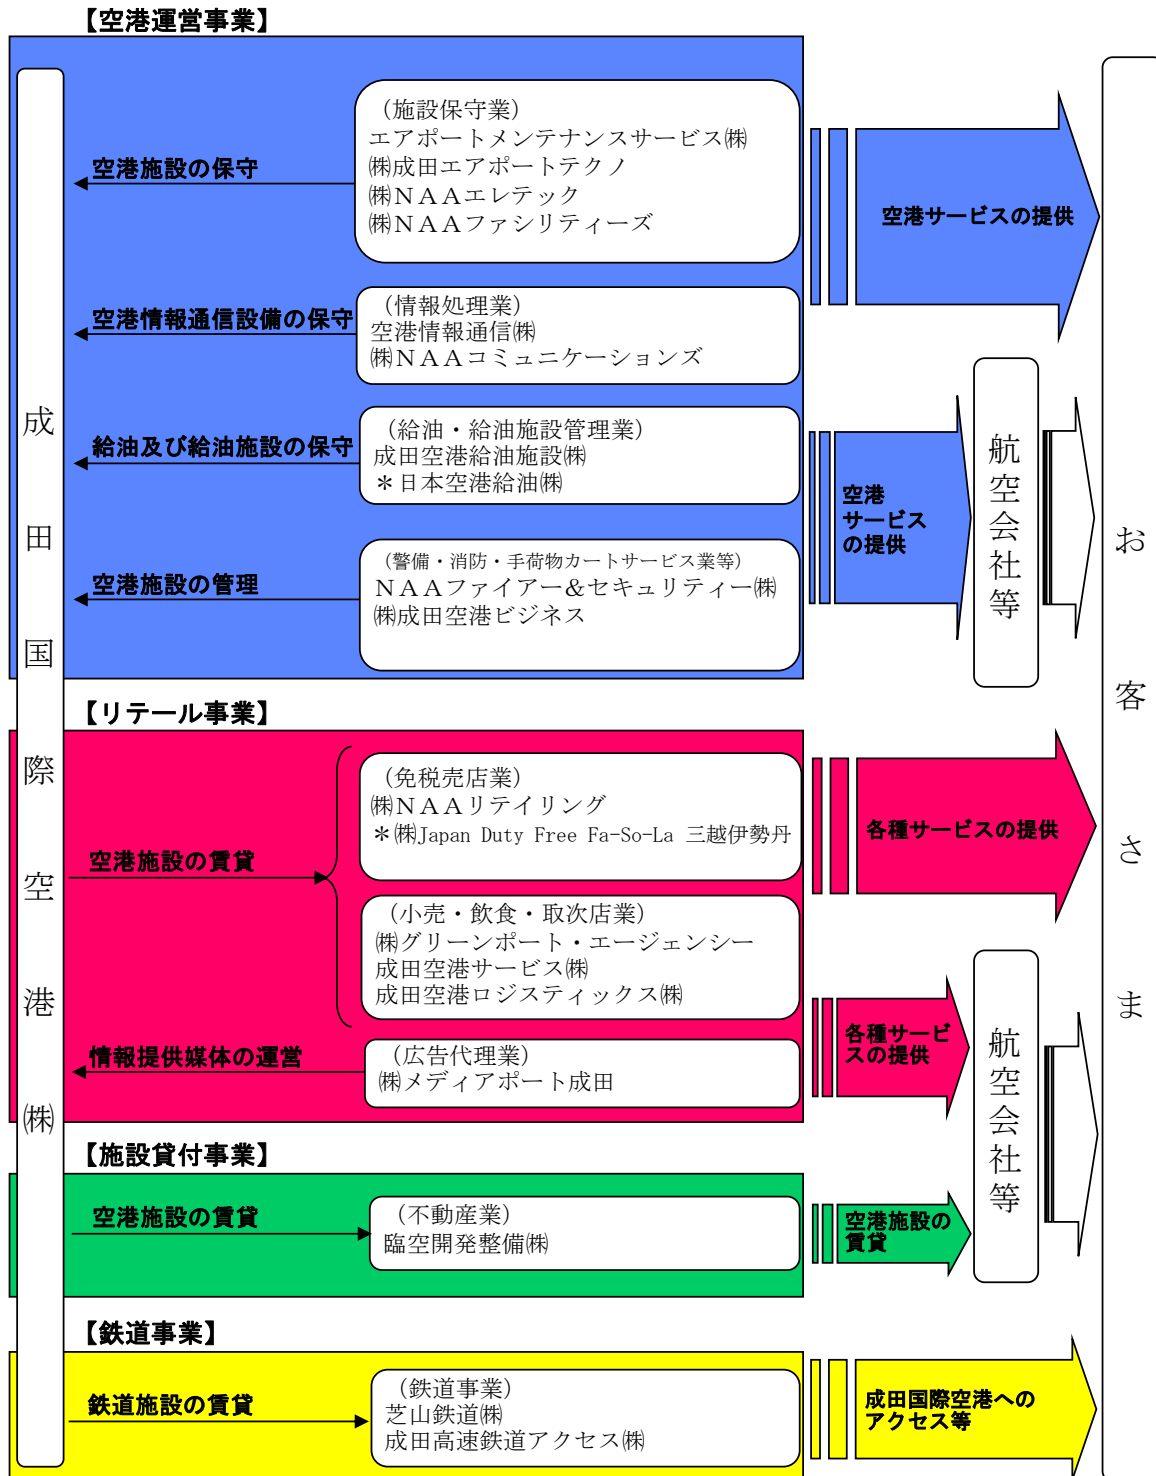 【空港運営事業】
成田国際空港㈱
空港施設の保守
（施設保守業）
エアポートメンテナンスサービス㈱
㈱成田エアポートテクノ
㈱ＮＡＡエレテック
㈱ＮＡＡファシリティーズ
空港サービスの提供
空港情報通信設備の保守
（情報処理業）
空港情報通信㈱
㈱ＮＡＡコミュニケーションズ
給油及び給油施設の保守
（給油・給油施設管理業）
成田空港給油施設㈱
＊日本空港給油㈱
空港
サービス
の提供
航空会社等
お客さま
空港施設の管理
（警備・消防・手荷物カートサービス業等）
ＮＡＡファイアー&セキュリティー㈱
㈱成田空港ビジネス
【リテール事業】
空港施設の賃貸
（免税売店業）
㈱ＮＡＡリテイリング
＊㈱Japan Duty Free Fa-So-La 三越伊勢丹
各種サービスの提供
（小売・飲食・取次店業）
㈱グリーンポート・エージェンシー
成田空港サービス㈱
成田空港ロジスティックス㈱
情報提供媒体の運営
（広告代理業）
㈱メディアポート成田
各種サービ
スの提供
航空会社等
【施設貸付事業】
空港施設の賃貸
（不動産業）
臨空開発整備㈱
空港施設の
賃貸
【鉄道事業】
鉄道施設の賃貸
（鉄道事業）
芝山鉄道㈱
成田高速鉄道アクセス㈱
成田国際空港への
アクセス等